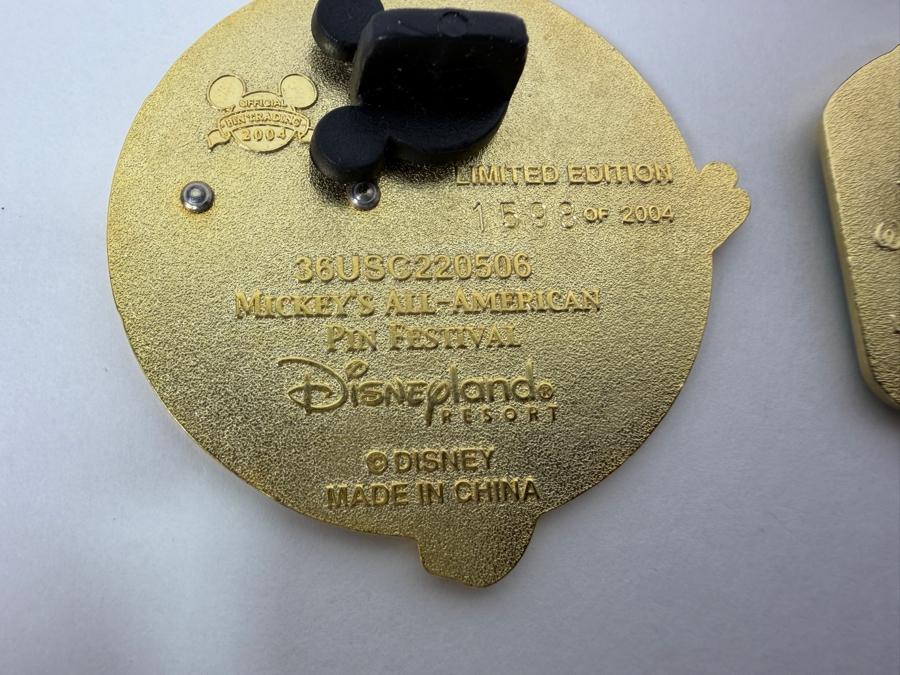 OFFICIAL
PIN TRADING
2004
LIMITED EDITION
1598 OF 2004
36USC220506
MICKEY'S ALL-AMERICAN
PIN FESTIVAL
Disneyland®
RESORT
©DISNEY
MADE IN CHINA